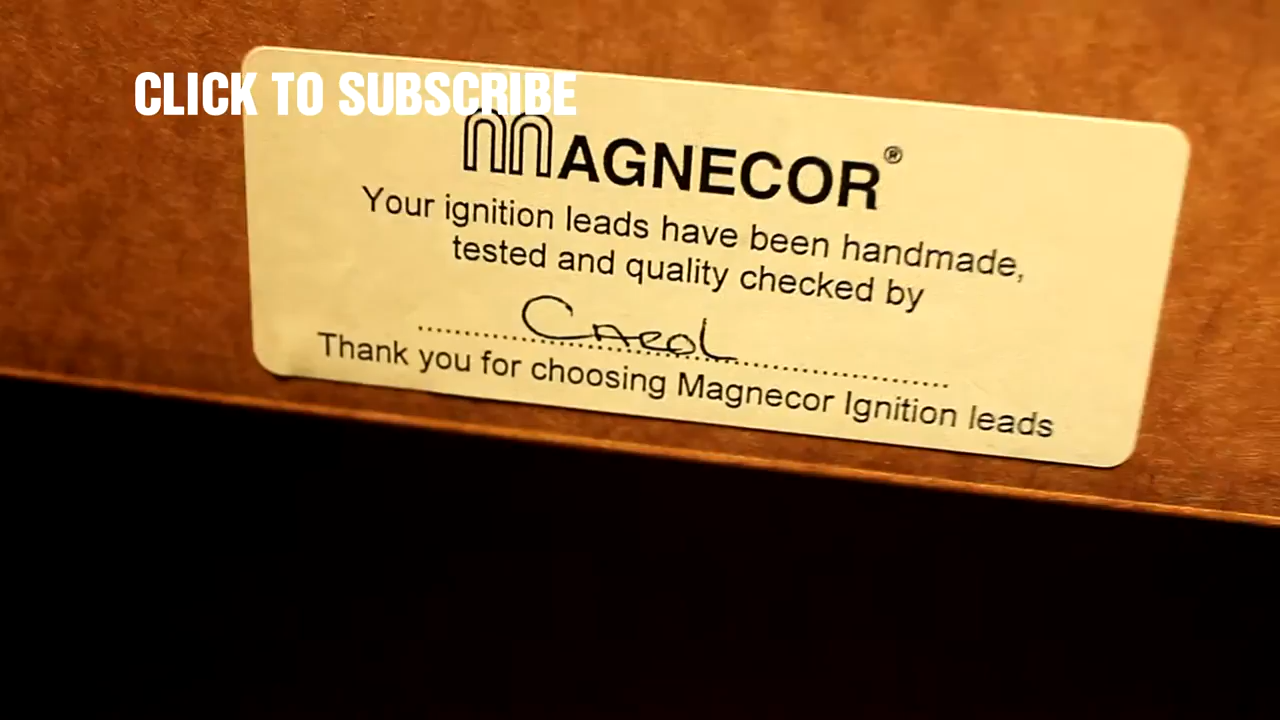 CLICK TO SUBSCRIBE
MAGNECOR®
Your ignition leads have been handmade,
tested and quality checked by
Carol
Thank you for choosing Magnecor Ignition leads